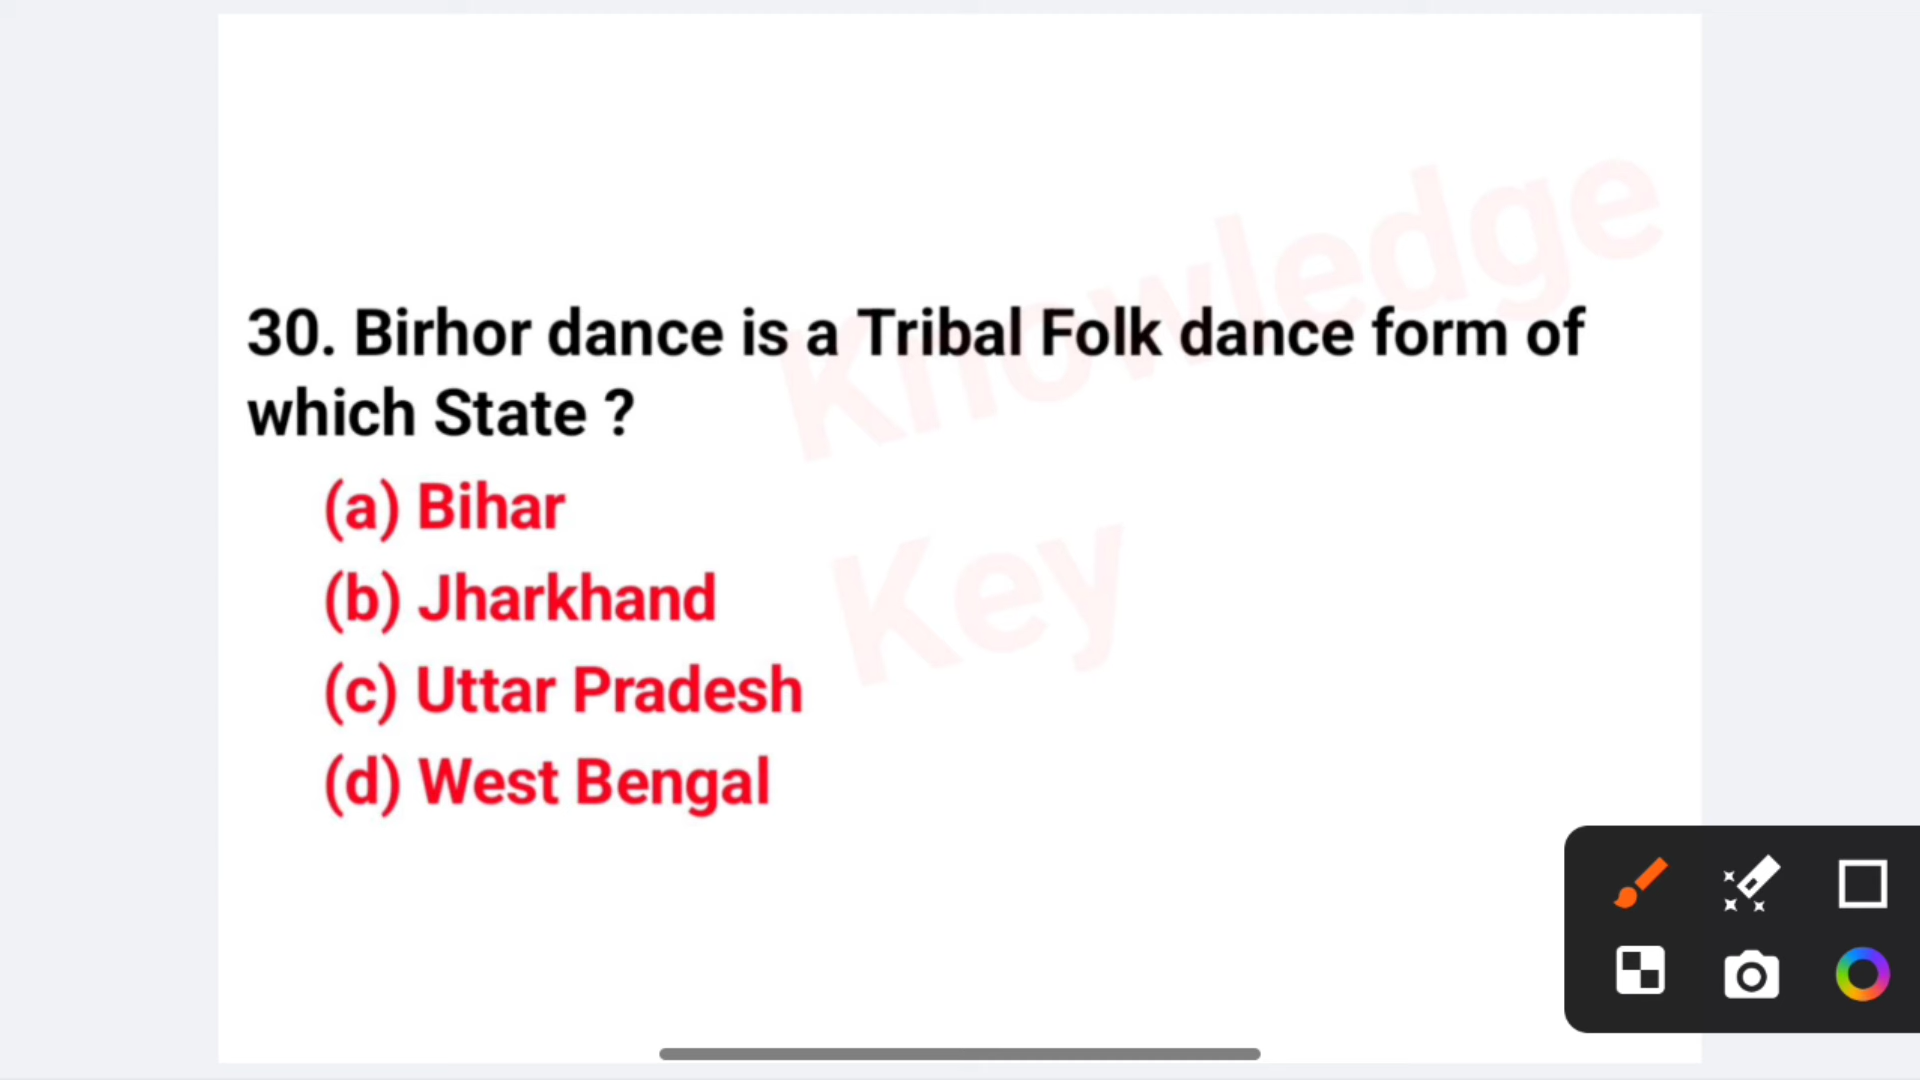 30. Birhor dance is a Tribal Folk dance form of
which State ?
(a) Bihar
(b) Jharkhand
(c) Uttar Pradesh
(d) West Bengal
Knowledge
Key